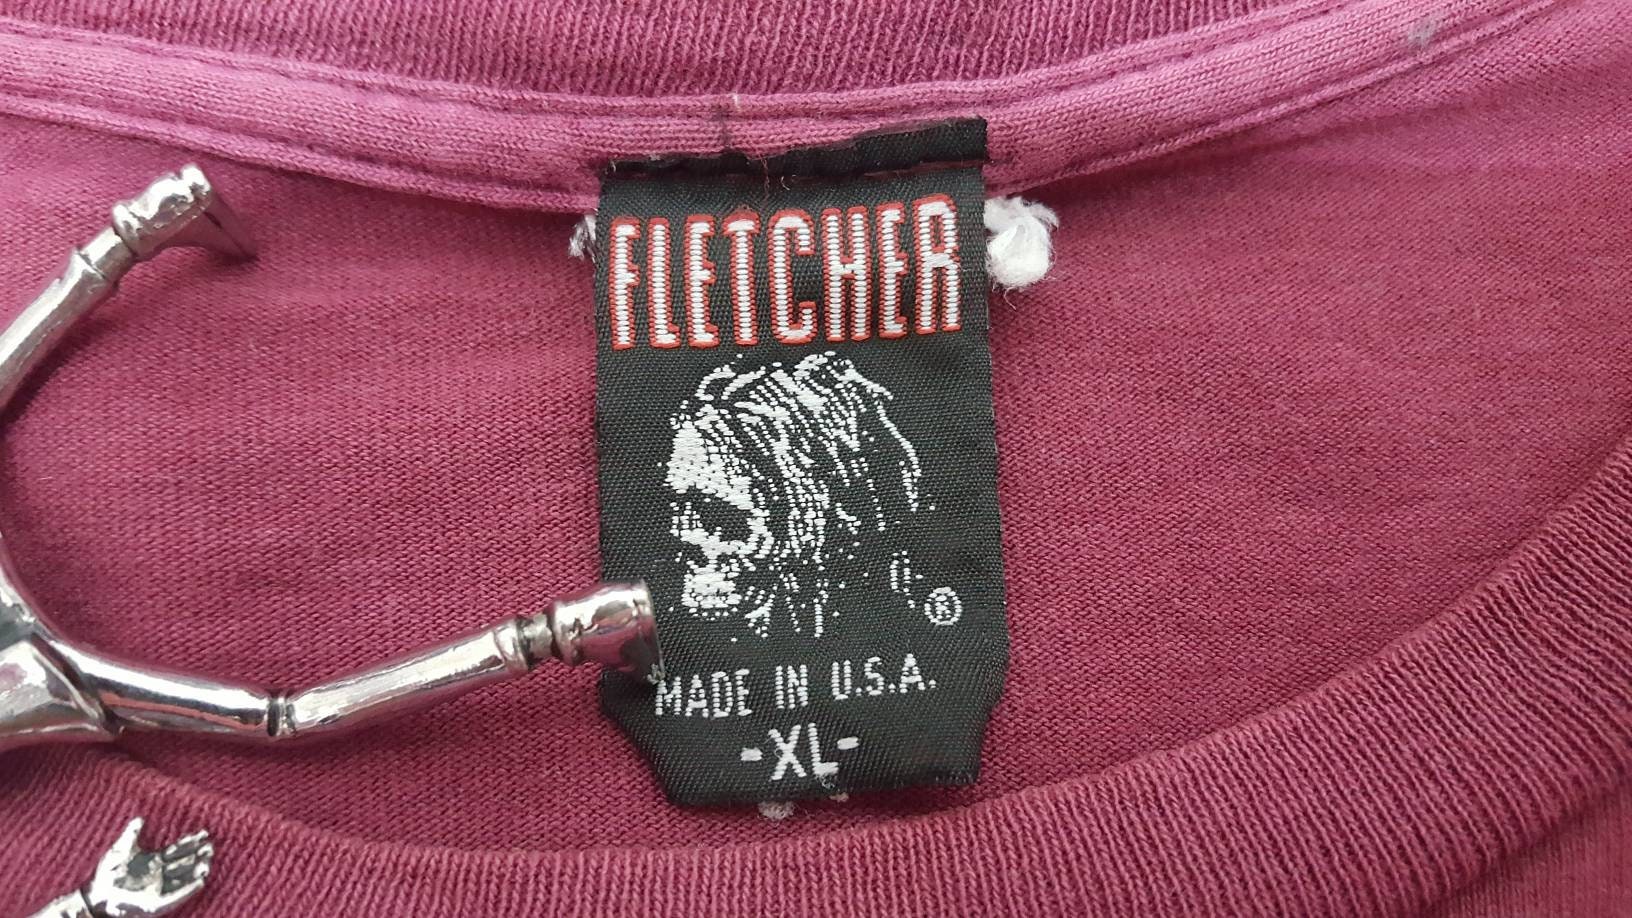 FLETCHER
®
MADE IN U.S.A.
-XL-